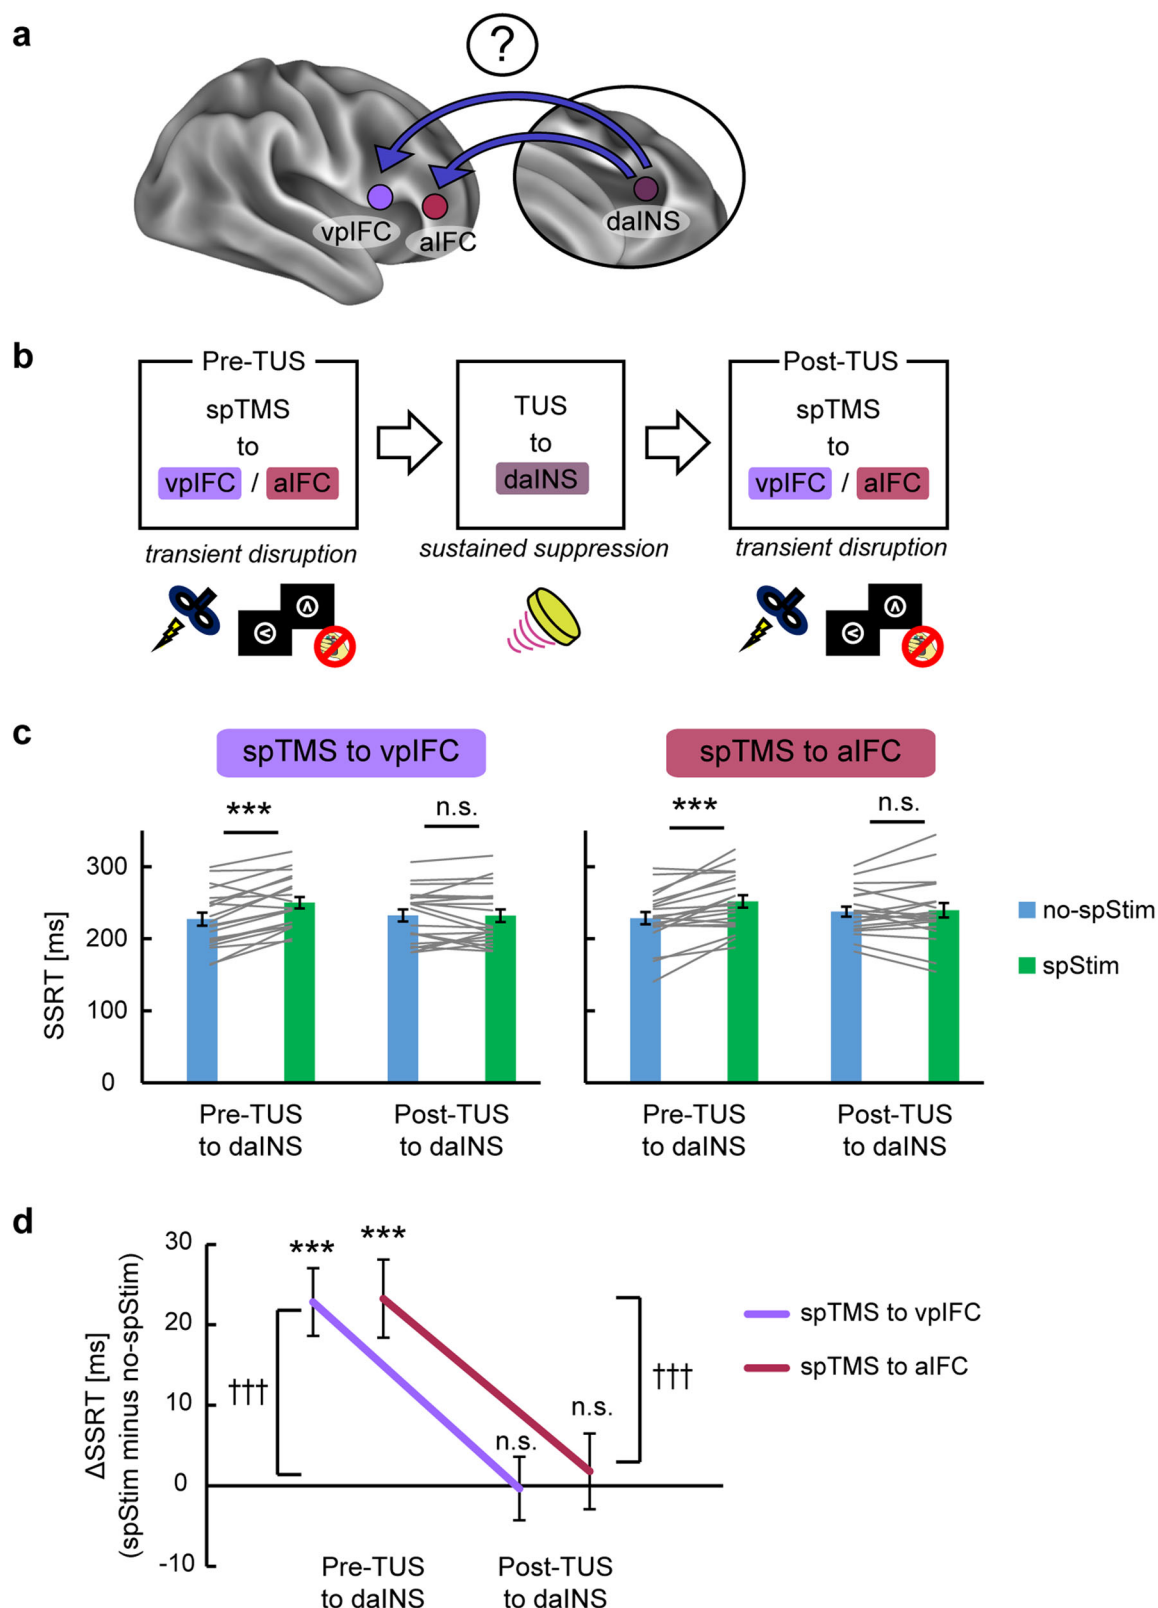 a
?
vpIFC
aIFC
daINS
b
Pre-TUS
spTMS
to
vpIFC / aIFC
transient disruption
TUS
to
daINS
sustained suppression
Post-TUS
spTMS
to
vpIFC / aIFC
transient disruption
c
spTMS to vpIFC
spTMS to aIFC
***
n.s.
***
n.s.
SSRT [ms]
300
200
100
0
Pre-TUS
to daINS
Post-TUS
to daINS
Pre-TUS
to daINS
Post-TUS
to daINS
no-spStim
spStim
d
ΔSSRT [ms]
(spStim minus no-spStim)
30
20
10
0
-10
***
***
†††
†††
n.s.
n.s.
Pre-TUS
to daINS
Post-TUS
to daINS
spTMS to vpIFC
spTMS to aIFC